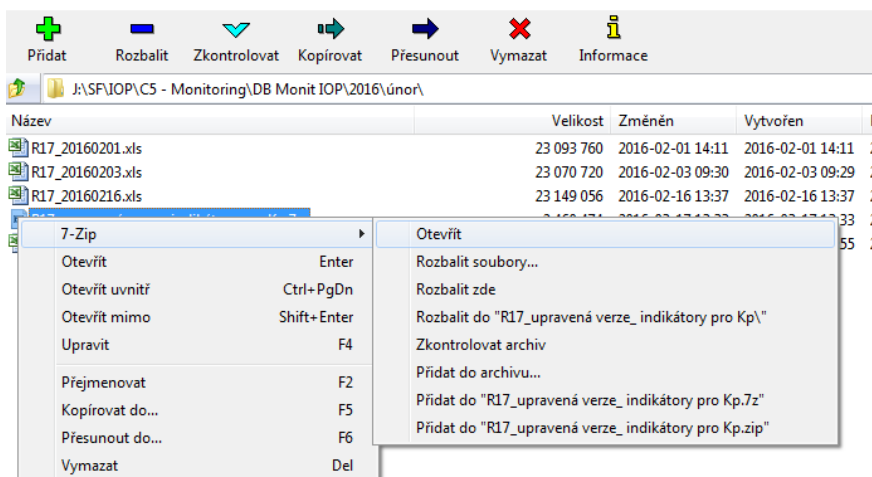 Přidat Rozbalit Zkontrolovat Kopírovat Přesunout Vymazat Informace
J:\SF\IOP\C5 - Monitoring\DB Monit IOP\2016\únor\
Název Velikost Změněn Vytvořen
R17_20160201.xls 23 093 760 2016-02-01 14:11 2016-02-01 14:11
R17_20160203.xls 23 070 720 2016-02-03 09:30 2016-02-03 09:29
R17_20160216.xls 23 149 056 2016-02-16 13:37 2016-02-16 13:37
33
55
7-Zip
Otevřít Enter
Otevřít uvnitř Ctrl+PgDn
Otevřít mimo Shift+Enter
Upravit F4
Přejmenovat F2
Kopírovat do... F5
Přesunout do... F6
Vymazat Del
Otevřít
Rozbalit soubory...
Rozbalit zde
Rozbalit do "R17_upravená verze_ indikátory pro Kp\"
Zkontrolovat archiv
Přidat do archivu...
Přidat do "R17_upravená verze_ indikátory pro Kp.7z"
Přidat do "R17_upravená verze_ indikátory pro Kp.zip"